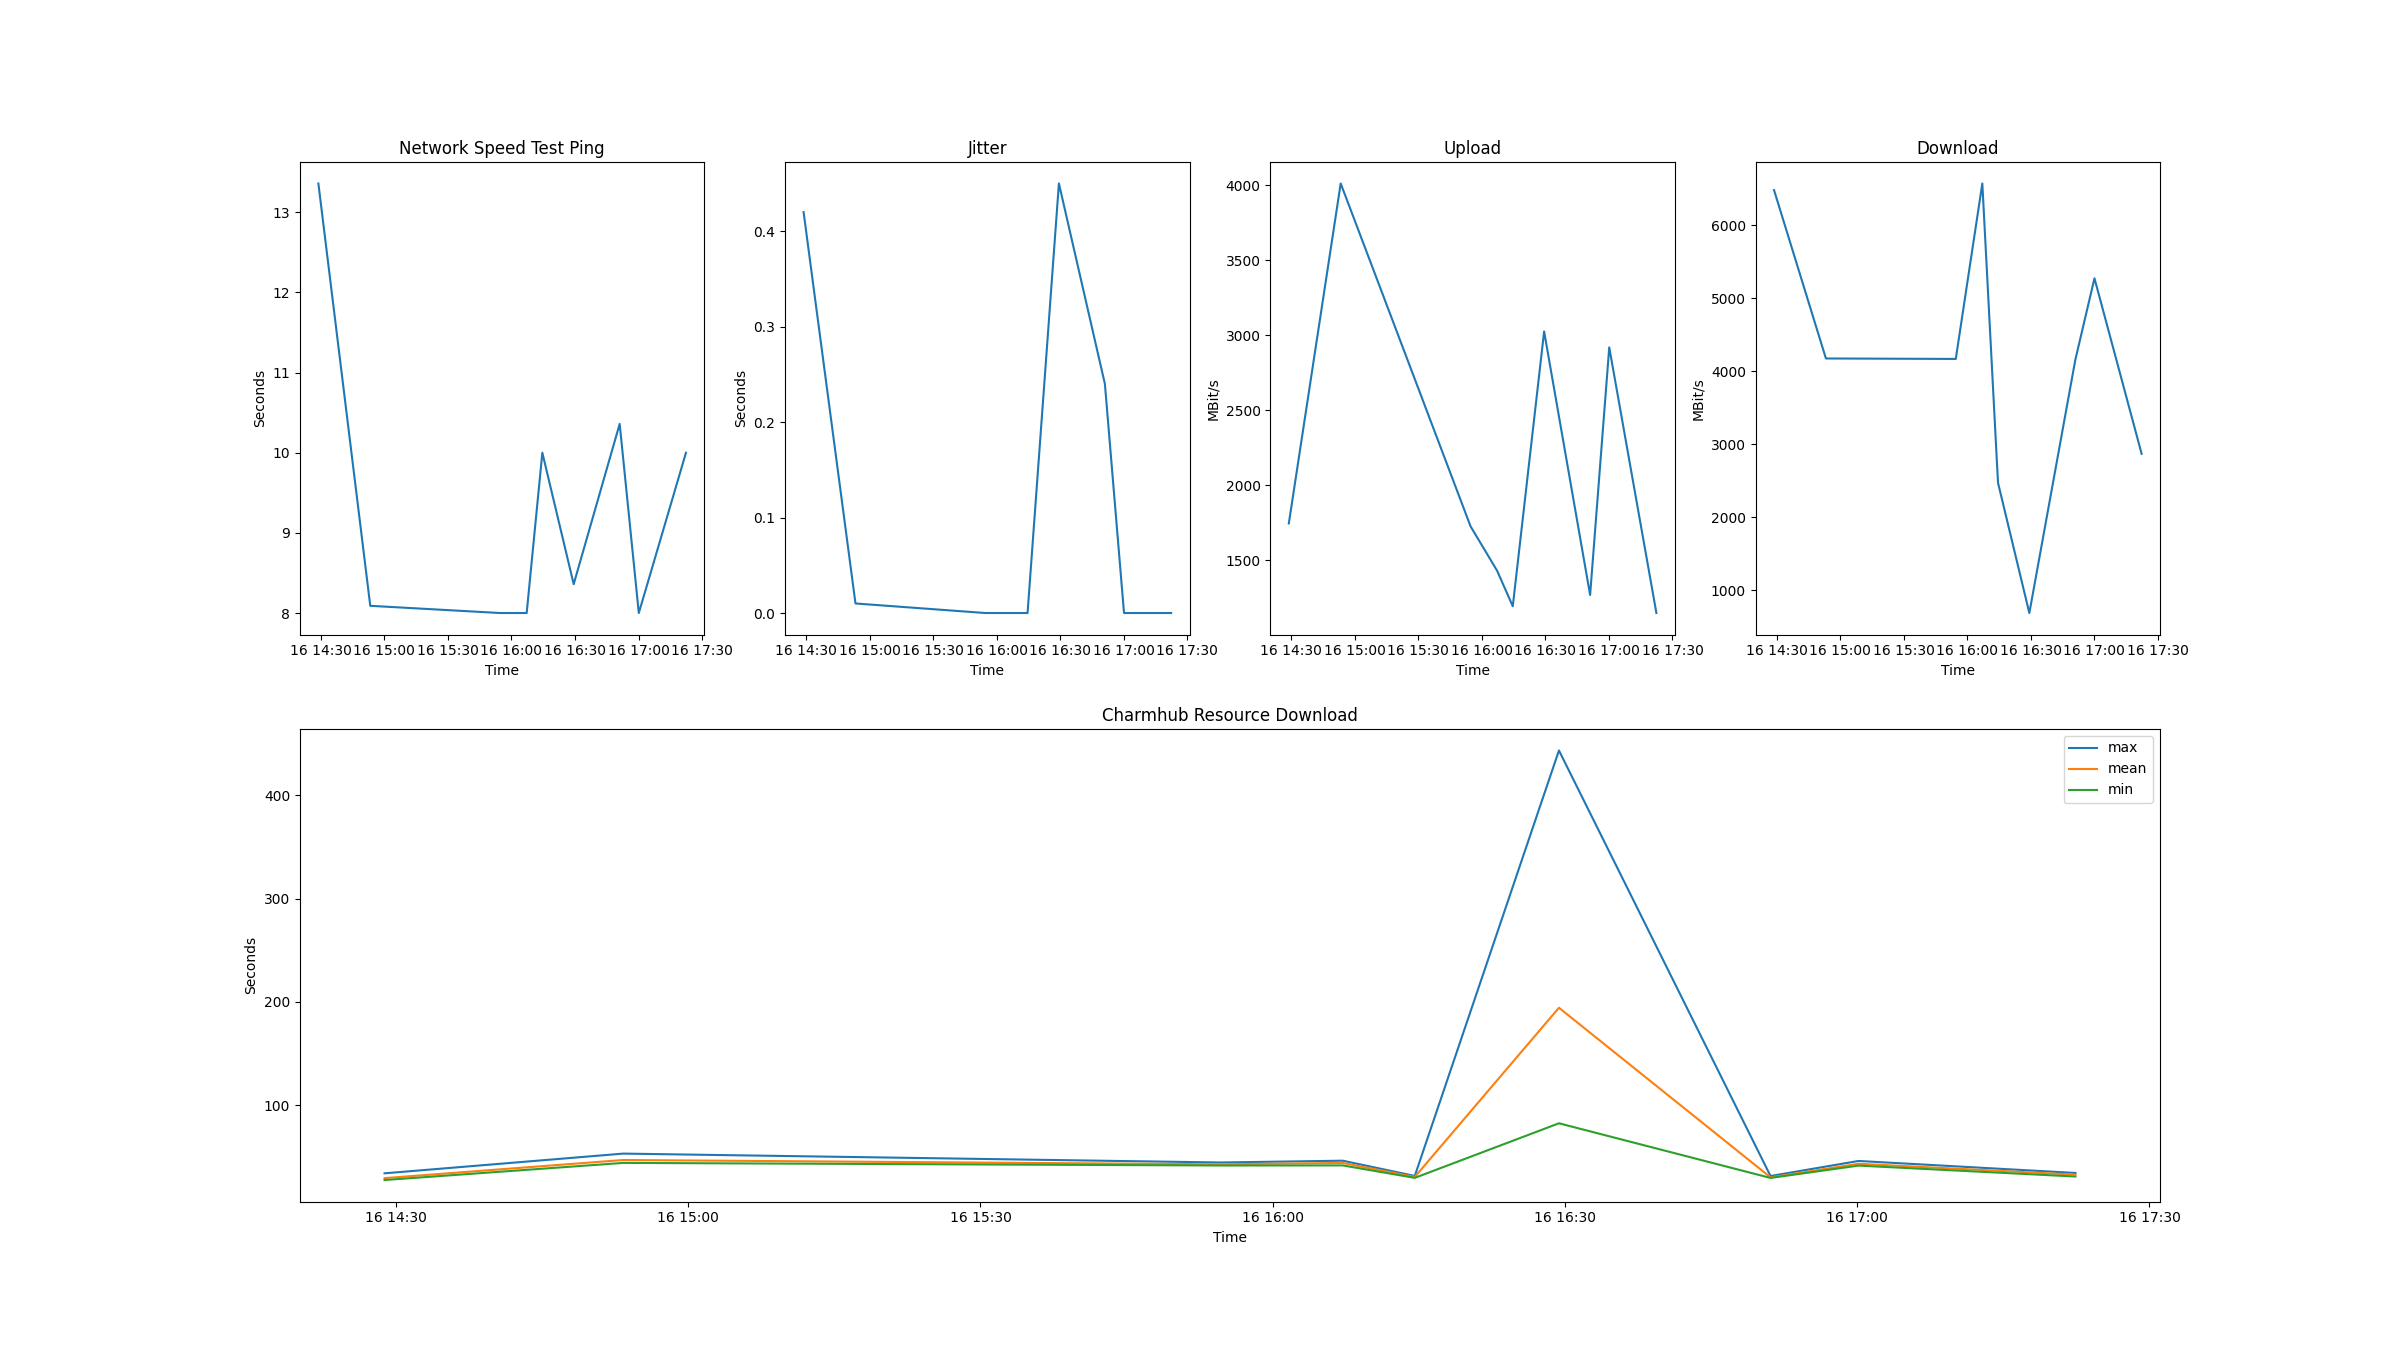 Network Speed Test Ping
Seconds
13
12
11
10
9
8
16 14:30 16 15:00 16 15:30 16 16:00 16 16:30 16 17:00 16 17:30
Time
Jitter
Seconds
0.4
0.3
0.2
0.1
0.0
16 14:30 16 15:00 16 15:30 16 16:00 16 16:30 16 17:00 16 17:30
Time
Upload
MBit/s
4000
3500
3000
2500
2000
1500
16 14:30 16 15:00 16 15:30 16 16:00 16 16:30 16 17:00 16 17:30
Time
Download
MBit/s
6000
5000
4000
3000
2000
1000
16 14:30 16 15:00 16 15:30 16 16:00 16 16:30 16 17:00 16 17:30
Time
Charmhub Resource Download
Seconds
400
300
200
100
max
mean
min
16 14:30 16 15:00 16 15:30 16 16:00 16 16:30 16 17:00 16 17:30
Time